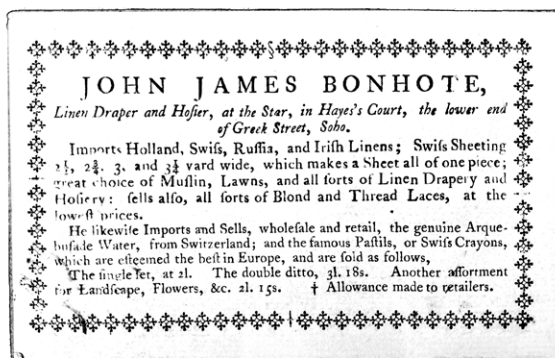 JOHN JAMES BONHOTE,
Linen Draper and Hosier, at the Star, in Hayes's Court, the lower end
of Greek Street, Soho.
Imports Holland, Swiſs, Ruſſia, and Iriſh Linens; Swiſs Sheeting
2½, 2¾. 3. and 3¼ yard wide, which makes a Sheet all of one piece;
great choice of Muſlin, Lawns, and all ſorts of Linen Drapery and
Hoſiery: ſells alſo, all ſorts of Blond and Thread Laces, at the
loweſt prices.
He likewiſe Imports and Sells, wholeſale and retail, the genuine Arque-
buſade Water, from Switzerland; and the famous Paſtils, or Swiſs Crayons,
which are eſteemed the beſt in Europe, and are ſold as follows,
The ſingle ſet, at 2l. The double ditto, 3l. 18s. Another aſſortment
for Landſcape, Flowers, &c. 2l. 15s. † Allowance made to retailers.